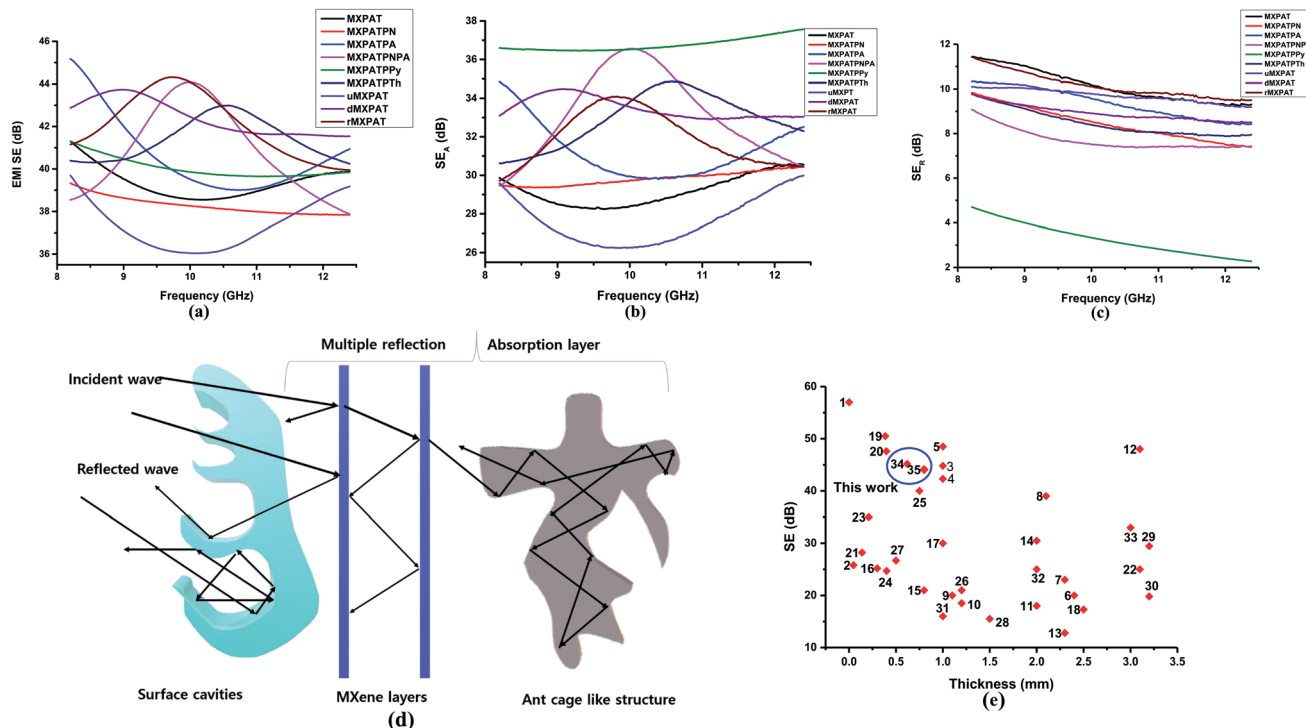 MXPAT
MXPATPN
MXPATPA
MXPATPNPA
MXPATPPy
MXPATPTh
uMXPAT
dMXPAT
rMXPAT
EMI SE (dB)
46
44
42
40
38
36
8 9 10 11 12
Frequency (GHz)
(a)
MXPAT
MXPATPN
MXPATPA
MXPATPNPA
MXPATPPy
MXPATPTh
uMXPT
dMXPAT
rMXPAT
SEA (dB)
38
36
34
32
30
28
26
8 9 10 11 12
Frequency (GHz)
(b)
MXPAT
MXPATPN
MXPATPA
MXPATPNPA
MXPATPPy
MXPATPTh
uMXPAT
dMXPAT
rMXPAT
SER (dB)
14
12
10
8
6
4
2
8 9 10 11 12
Frequency (GHz)
(c)
Multiple reflection Absorption layer
Incident wave
Reflected wave
Surface cavities MXene layers Ant cage like structure
(d)
SE (dB)
60
50
40
30
20
10
1
19
20
5
12
34
35
3
4
This work
25
8
23
33
29
17
14
21
27
2
16
24
32
7
22
15
26
9
10
6
30
31
28
11
18
13
0.0 0.5 1.0 1.5 2.0 2.5 3.0 3.5
Thickness (mm)
(e)